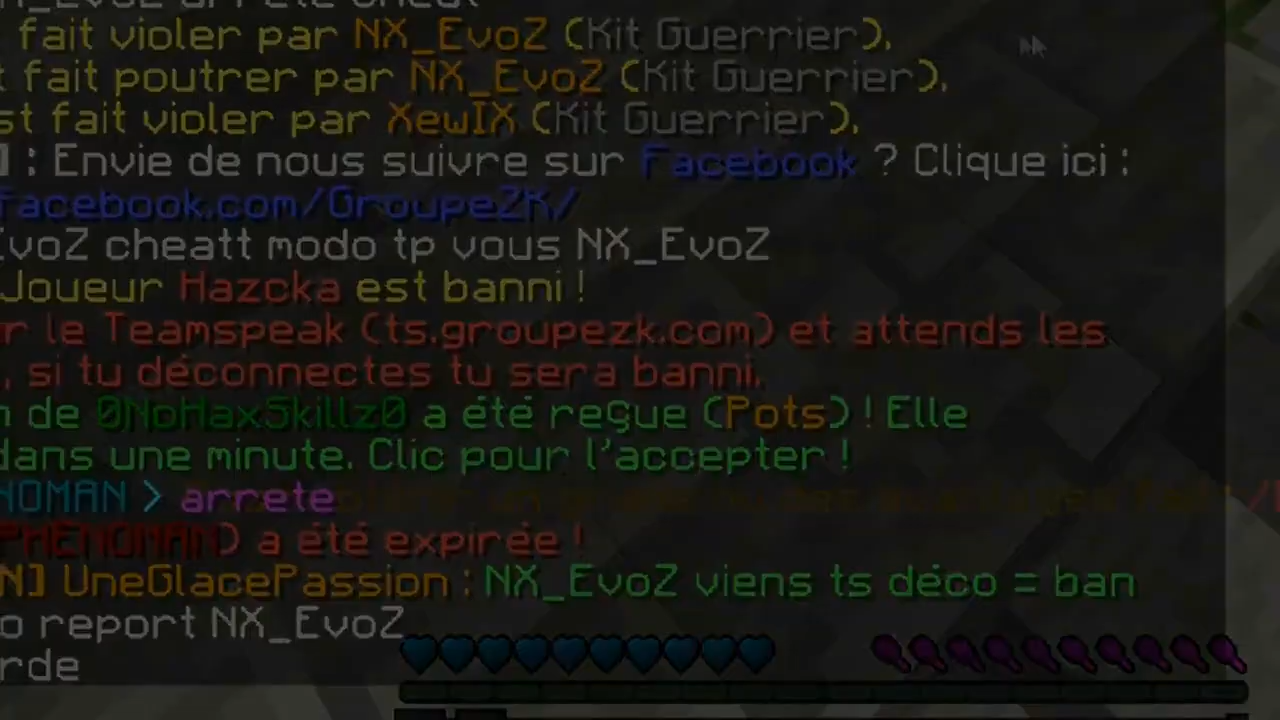 fait violer par NX_EvoZ (Kit Guerrier).
t fait poutrer par NX_EvoZ (Kit Guerrier).
st fait violer par XewIX (Kit Guerrier).
] : Envie de nous suivre sur Facebook ? Clique ici :
facebook.com/GroupeZK/
EvoZ cheatt modo tp vous NX_EvoZ
Joueur Hazcka est banni !
r le Teamspeak (ts.groupezk.com) et attends les
, si tu déconnectes tu sera banni.
n de 0NoHaxSkillz0 a été reçue (Pots) ! Elle
dans une minute. Clic pour l'accepter !
NOMAN > arrete
PHENOMAN) a été expirée !
N] UneGlacePassion : NX_EvoZ viens ts déco = ban
o report NX_EvoZ
rde